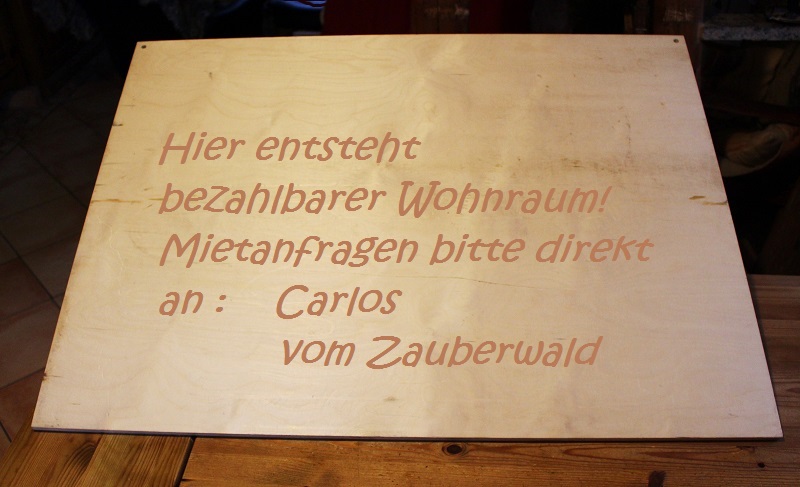 Hier entsteht
bezahlbarer Wohnraum!
Mietanfragen bitte direkt
an : Carlos
vom Zauberwald